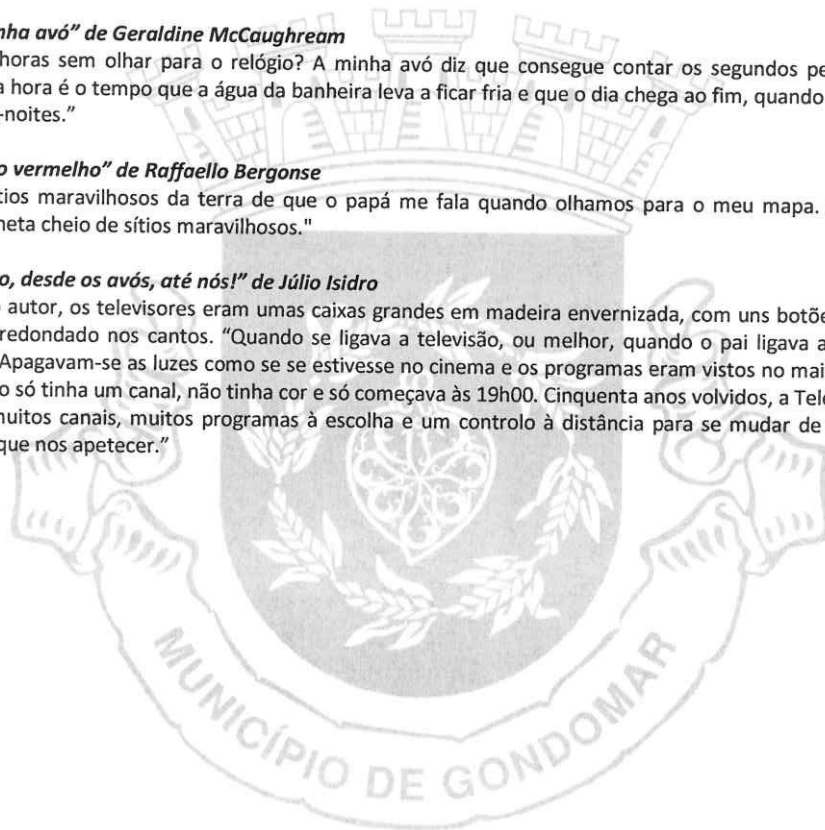 nha avó” de Geraldine McCaughream
horas sem olhar para o relógio? A minha avó diz que consegue contar os segundos pe
a hora é o tempo que a água da banheira leva a ficar fria e que o dia chega ao fim, quando
-noites.”
o vermelho” de Raffaello Bergonse
tios maravilhosos da terra de que o papá me fala quando olhamos para o meu mapa.
neta cheio de sítios maravilhosos."
o, desde os avós, até nós!” de Júlio Isidro
o autor, os televisores eram umas caixas grandes em madeira envernizada, com uns botõe
redondado nos cantos. “Quando se ligava a televisão, ou melhor, quando o pai ligava a
Apagavam-se as luzes como se se estivesse no cinema e os programas eram vistos no mai
o só tinha um canal, não tinha cor e só começava às 19h00. Cinquenta anos volvidos, a Tele
muitos canais, muitos programas à escolha e um controlo à distância para se mudar de
que nos apetecer.”
MUNICÍPIO DE GONDOMAR